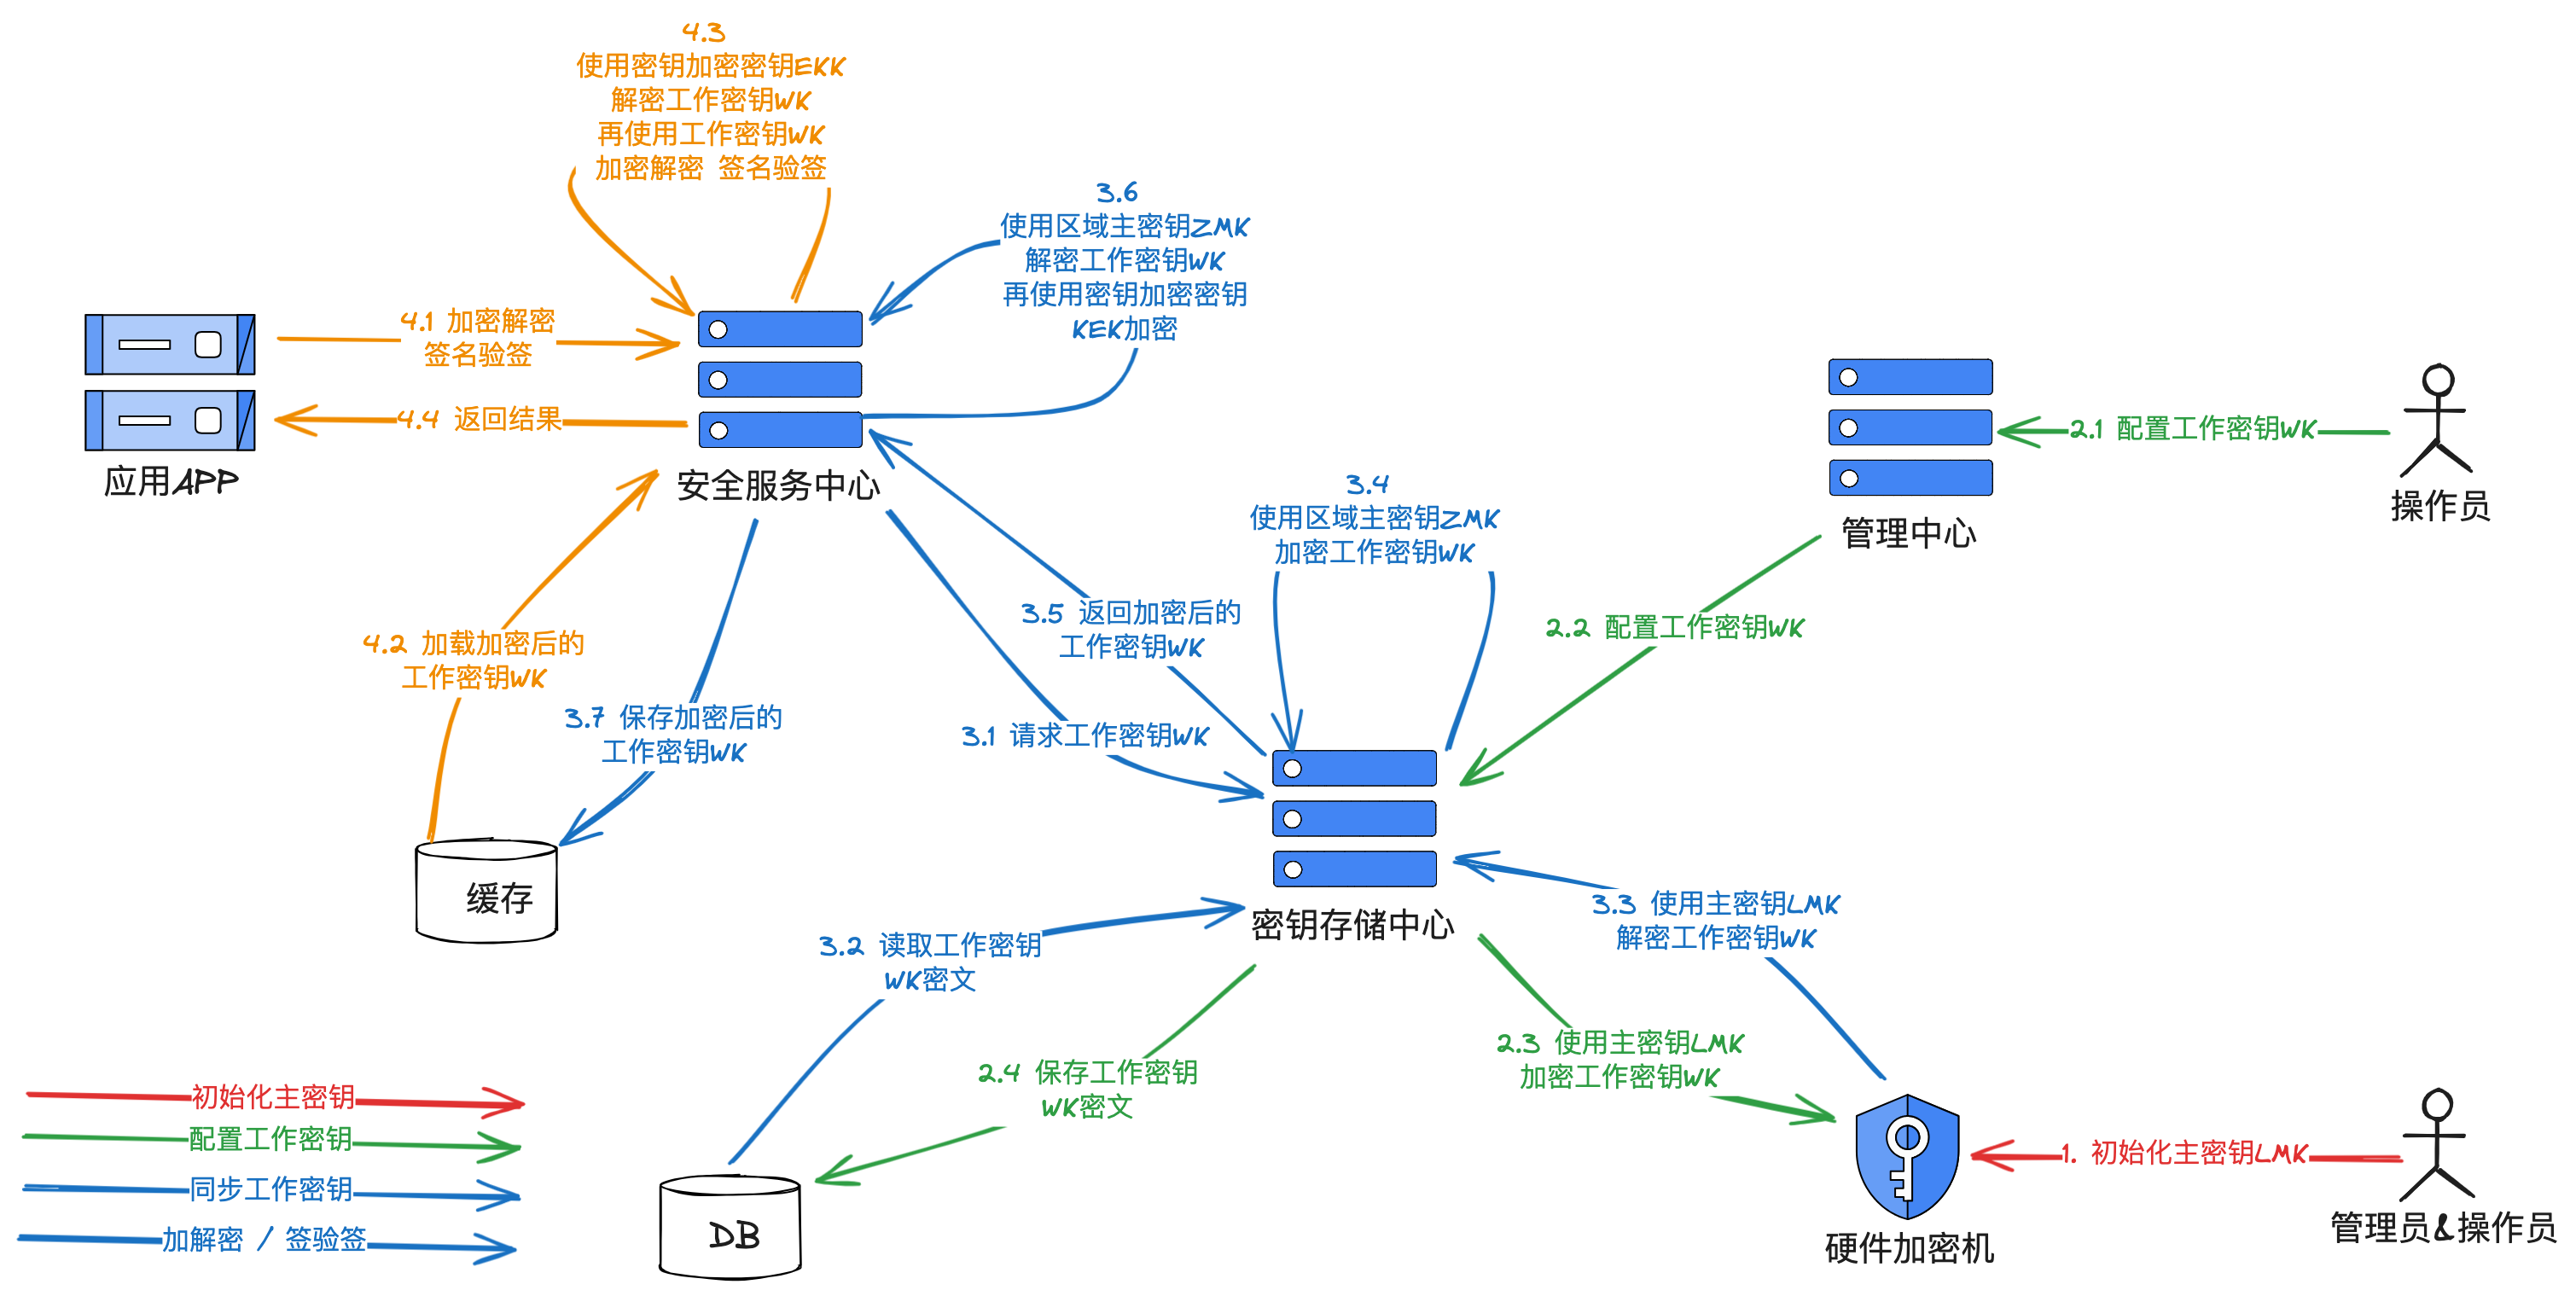 4.3
使用密钥加密密钥EKK
解密工作密钥WK
再使用工作密钥WK
加密解密 签名验签
3.6
使用区域主密钥ZMK
解密工作密钥WK
再使用密钥加密密钥
KEK加密
4.1 加密解密
签名验签
4.4 返回结果
应用APP
安全服务中心
2.1 配置工作密钥WK
操作员
管理中心
3.4
使用区域主密钥ZMK
加密工作密钥WK
3.5 返回加密后的
工作密钥WK
2.2 配置工作密钥WK
4.2 加载加密后的
工作密钥WK
3.7 保存加密后的
工作密钥WK
3.1 请求工作密钥WK
缓存
密钥存储中心
3.3 使用主密钥LMK
解密工作密钥WK
3.2 读取工作密钥
WK密文
2.3 使用主密钥LMK
加密工作密钥WK
2.4 保存工作密钥
WK密文
初始化主密钥
配置工作密钥
同步工作密钥
加解密 / 签验签
DB
1. 初始化主密钥LMK
硬件加密机
管理员&操作员